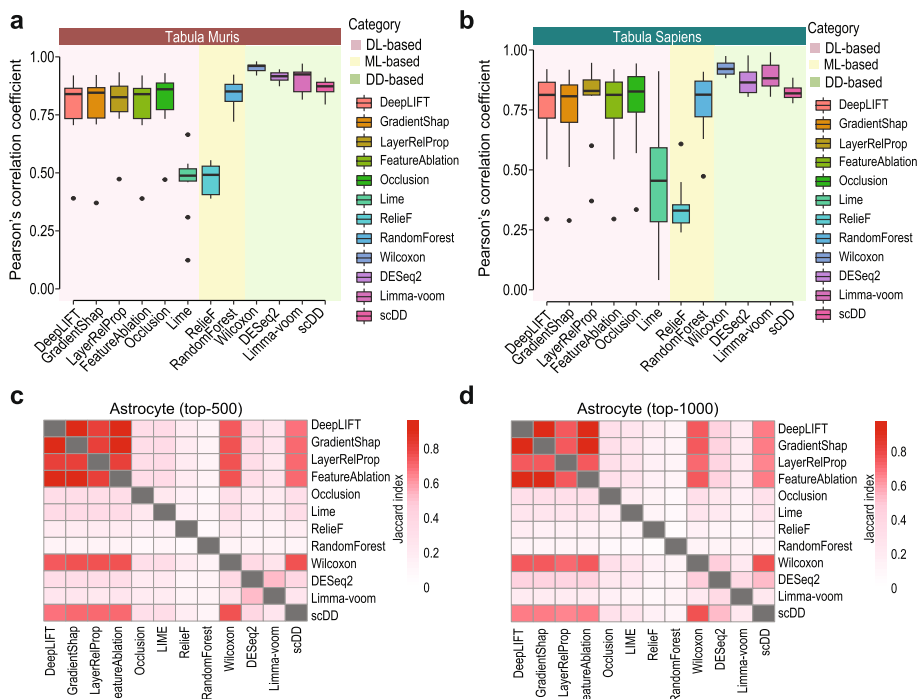 a
Tabula Muris
Pearson's correlation coefficient
1.00
0.75
0.50
0.25
0.00
DeepLIFT
GradientShap
LayerRelProp
FeatureAblation
Occlusion
Lime
RelieF
RandomForest
Wilcoxon
DESeq2
Limma-voom
scDD
Category
DL-based
ML-based
DD-based
DeepLIFT
GradientShap
LayerRelProp
FeatureAblation
Occlusion
Lime
RelieF
RandomForest
Wilcoxon
DESeq2
Limma-voom
scDD
b
Tabula Sapiens
Pearson's correlation coefficient
1.00
0.75
0.50
0.25
0.00
DeepLIFT
GradientShap
LayerRelProp
FeatureAblation
Occlusion
Lime
RelieF
RandomForest
Wilcoxon
DESeq2
Limma-voom
scDD
Category
DL-based
ML-based
DD-based
DeepLIFT
GradientShap
LayerRelProp
FeatureAblation
Occlusion
Lime
RelieF
RandomForest
Wilcoxon
DESeq2
Limma-voom
scDD
c
Astrocyte (top-500)
DeepLIFT
GradientShap
LayerRelProp
FeatureAblation
Occlusion
Lime
RelieF
RandomForest
Wilcoxon
DESeq2
Limma-voom
scDD
DeepLIFT
GradientShap
LayerRelProp
FeatureAblation
Occlusion
LIME
RelieF
RandomForest
Wilcoxon
DESeq2
Limma-voom
scDD
Jaccard index
0.8
0.6
0.4
0.2
0
d
Astrocyte (top-1000)
DeepLIFT
GradientShap
LayerRelProp
FeatureAblation
Occlusion
Lime
RelieF
RandomForest
Wilcoxon
DESeq2
Limma-voom
scDD
DeepLIFT
GradientShap
LayerRelProp
FeatureAblation
Occlusion
LIME
RelieF
RandomForest
Wilcoxon
DESeq2
Limma-voom
scDD
Jaccard index
0.8
0.6
0.4
0.2
0